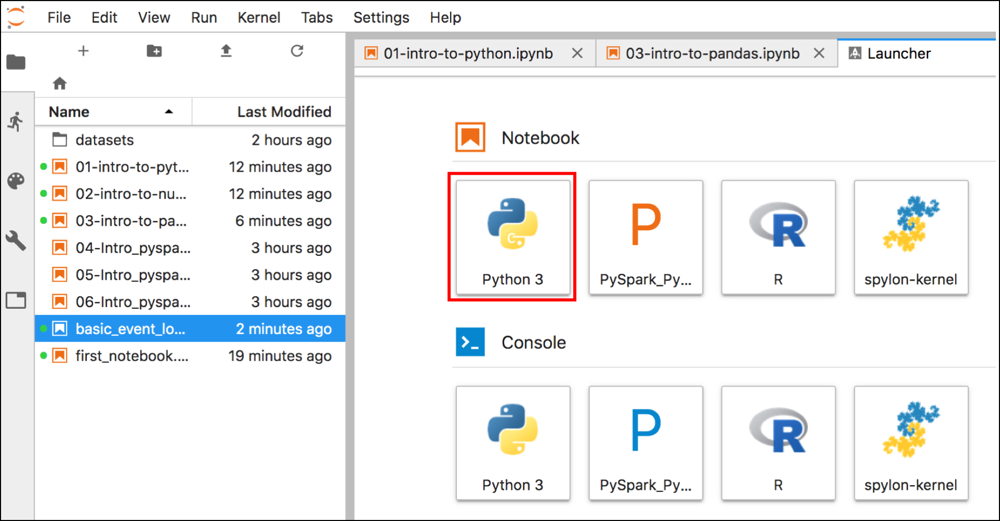 File Edit View Run Kernel Tabs Settings Help
01-intro-to-python.ipynb 03-intro-to-pandas.ipynb Launcher
Name Last Modified
datasets 2 hours ago
01-intro-to-pyt... 12 minutes ago
02-intro-to-nu... 12 minutes ago
03-intro-to-pa... 6 minutes ago
04-Intro_pyspa... 3 hours ago
05-Intro_pyspa... 3 hours ago
06-Intro_pyspa... 3 hours ago
basic_event_lo... 2 minutes ago
first_notebook.... 19 minutes ago
Notebook
C P R
Python 3 PySpark_Py... R spylon-kernel
Console
P R
Python 3 PySpark_Py... R spylon-kernel